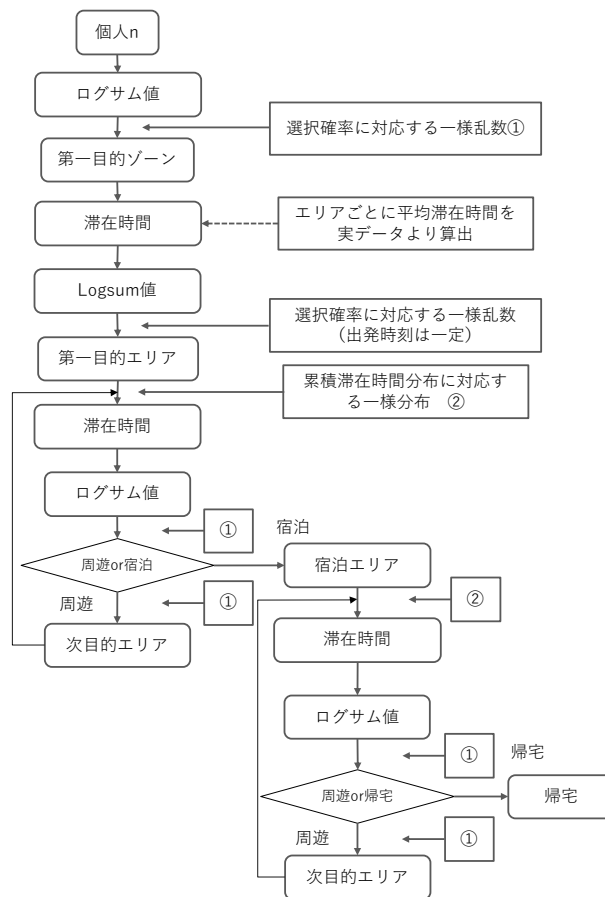 個人n
ログサム値
選択確率に対応する一様乱数①
第一目的ゾーン
滞在時間
エリアごとに平均滞在時間を
実データより算出
Logsum値
選択確率に対応する一様乱数
（出発時刻は一定）
第一目的エリア
累積滞在時間分布に対応す
る一様分布　②
滞在時間
ログサム値
①
宿泊
周遊or宿泊
宿泊エリア
周遊
①
②
次目的エリア
滞在時間
ログサム値
①
帰宅
周遊or帰宅
帰宅
周遊
①
次目的エリア